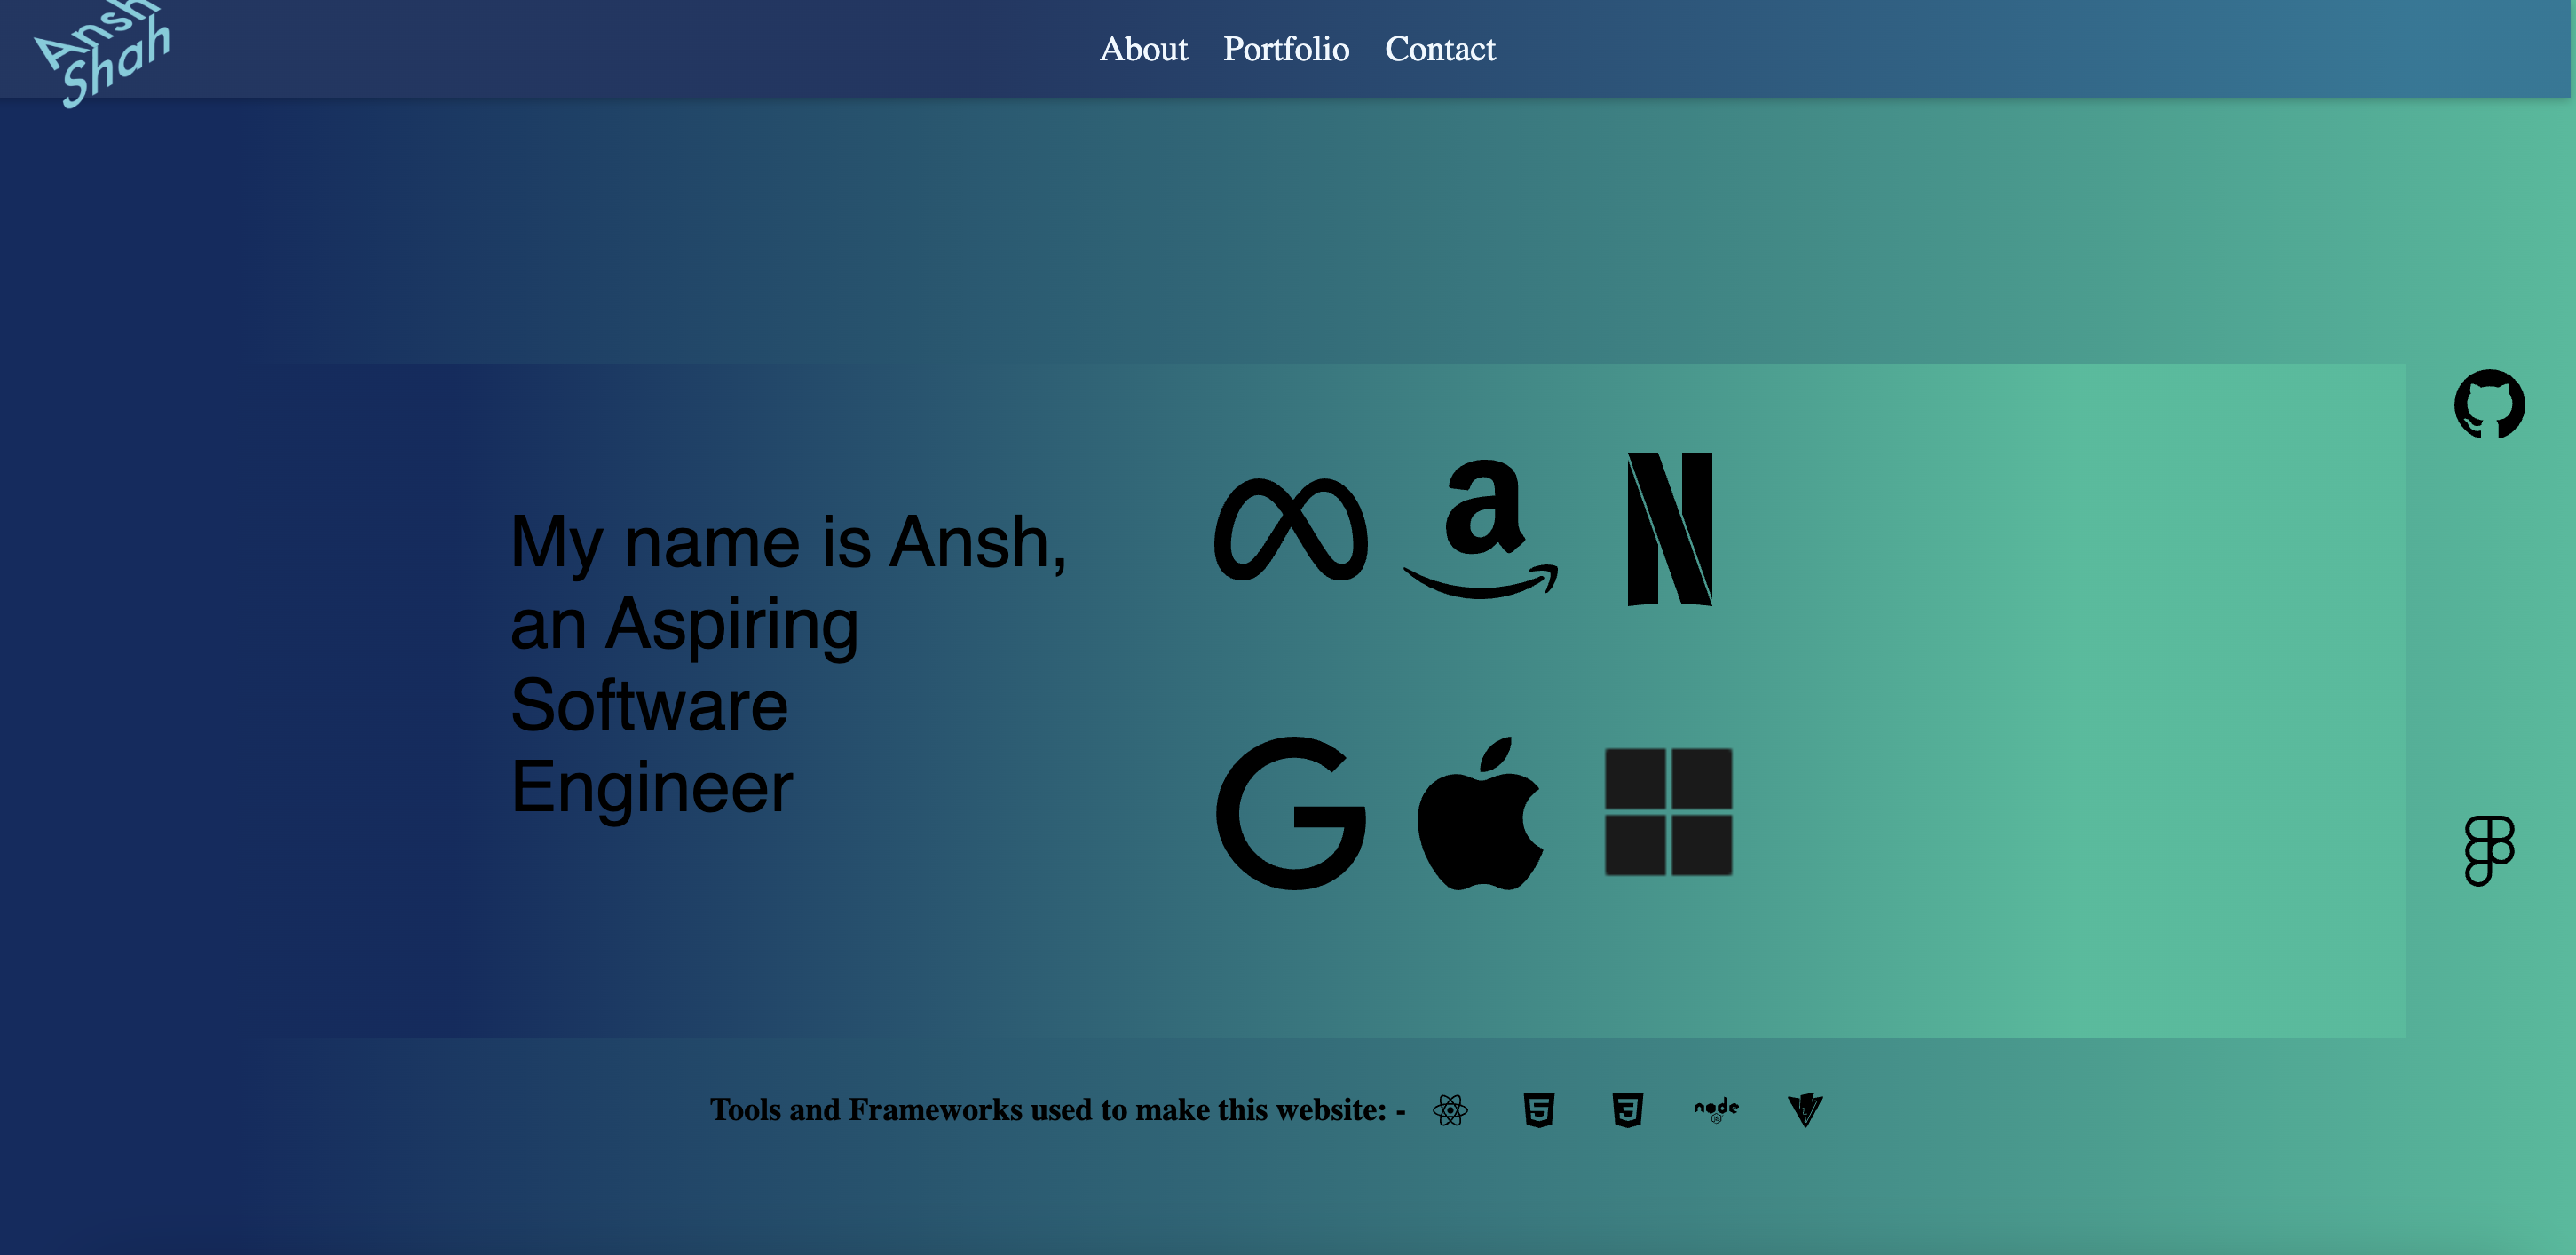 Ansh
Shah
About Portfolio Contact
My name is Ansh,
an Aspiring
Software
Engineer
Tools and Frameworks used to make this website: -
node